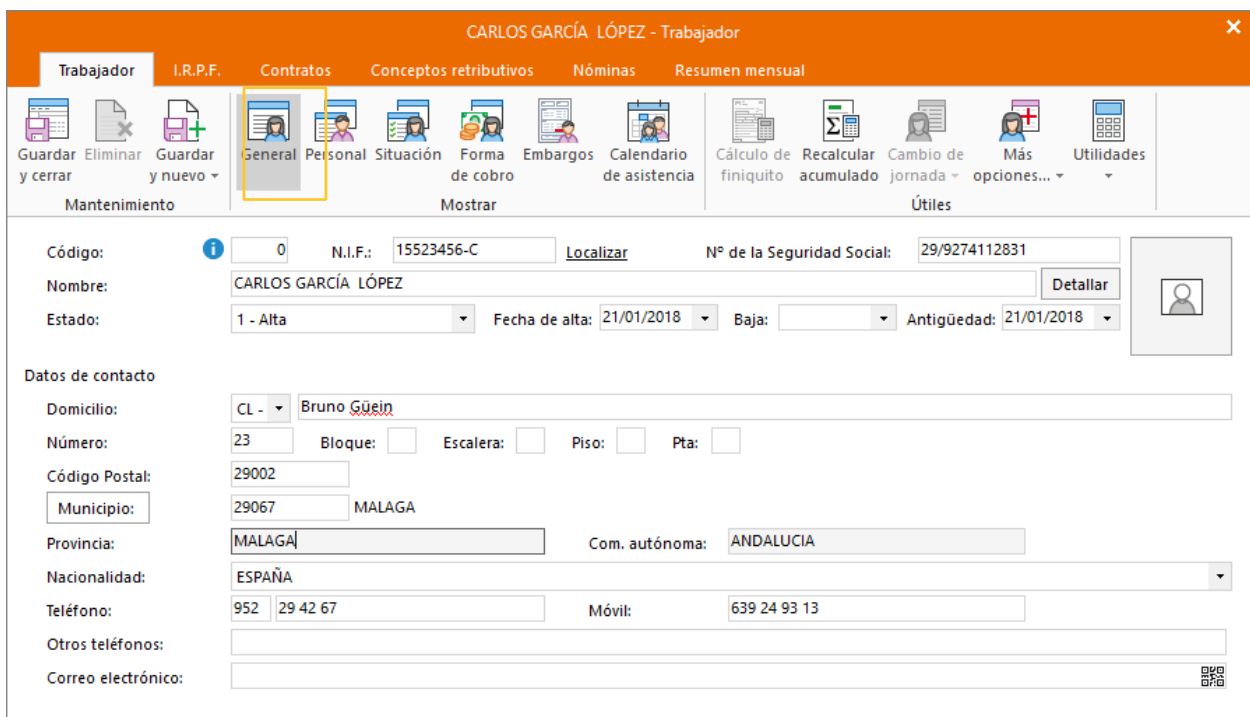 CARLOS GARCÍA LÓPEZ - Trabajador
Trabajador I.R.P.F. Contratos Conceptos retributivos Nóminas Resumen mensual
Guardar y cerrar Eliminar Guardar y nuevo General Personal Situación Forma de cobro Embargos Calendario de asistencia Cálculo de finiquito Recalcular acumulado Cambio de jornada Más opciones... Utilidades
Mantenimiento Mostrar Útiles
Código: 0 N.I.F.: 15523456-C Localizar Nº de la Seguridad Social: 29/9274112831
Nombre: CARLOS GARCÍA LÓPEZ Detallar
Estado: 1 - Alta Fecha de alta: 21/01/2018 Baja: Antigüedad: 21/01/2018
Datos de contacto
Domicilio: CL - Bruno Güein
Número: 23 Bloque: Escalera: Piso: Pta:
Código Postal: 29002
Municipio: 29067 MALAGA
Provincia: MALAGA Com. autónoma: ANDALUCIA
Nacionalidad: ESPAÑA
Teléfono: 952 29 42 67 Móvil: 639 24 93 13
Otros teléfonos:
Correo electrónico: